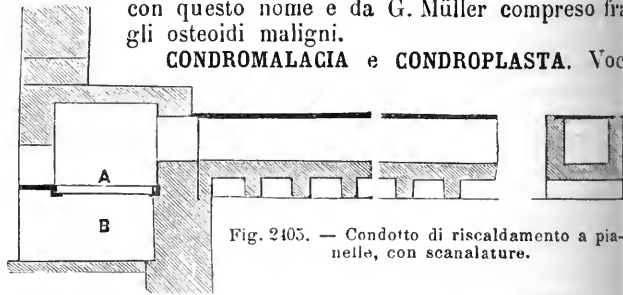 con questo nome e da G. Müller compreso fra
gli osteoidi maligni.
CONDROMALACIA e CONDROPLASTA. Voc
A
B
Fig. 2405. — Condotto di riscaldamento a pia-
nelle, con scanalature.